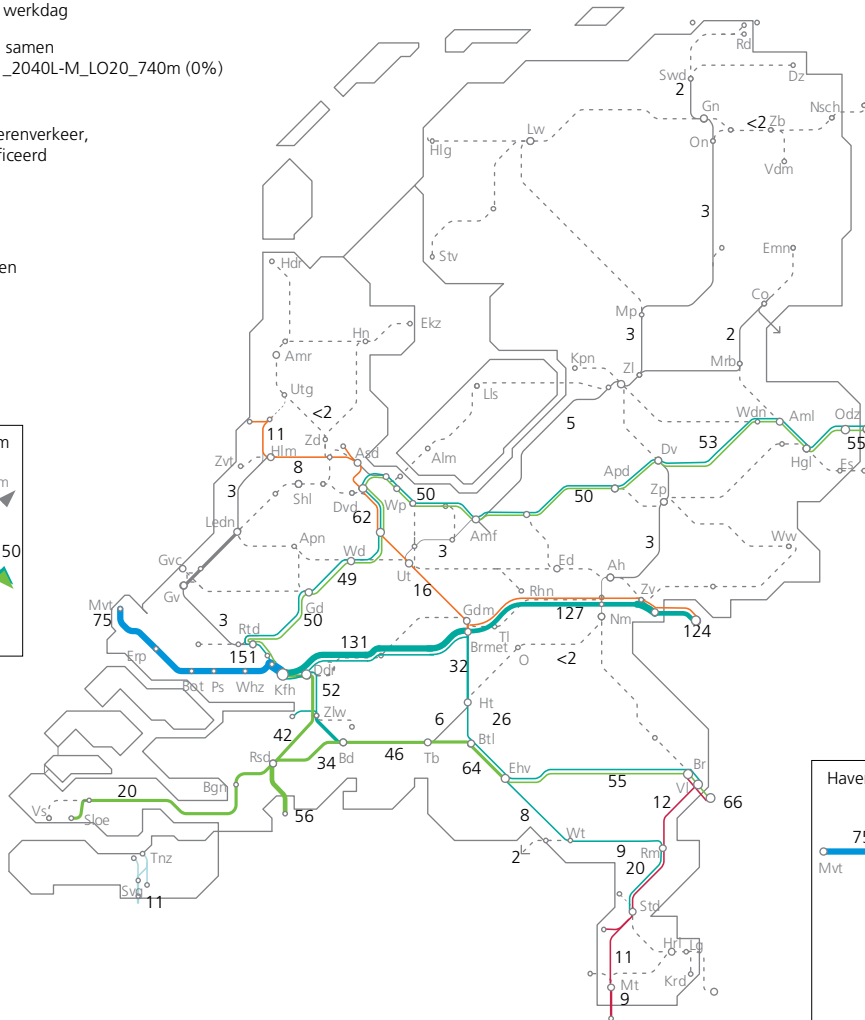 werkdag
samen
_2040L-M_LO20_740m (0%)
erenverkeer,
ficeerd
en
m
m
50
Rd
Swd
Dz
2
Gn
Nsch
<2
Zb
Lw
Hlg
On
Vdm
3
Stv
Emn
Hdr
Co
Ekz
Hn
Mp
3
2
Amr
Kpn
Zl
Mrb
Utg
Lls
<2
5
Wdn
Aml
Odz
11
Zd
53
55
Hlm
Asd
Alm
Dv
Hgl
Es
Zvt
8
Apd
Shl
Dvd
Wp
50
50
Zp
3
62
Ledn
Amf
Apn
Wd
3
3
Ww
Gvc
49
Ut
Ed
Ah
Gv
16
Rhn
Zv
Mvt
Gd
50
Gdm
127
75
3
Rtd
Nm
124
Tl
151
131
Brmet
Erp
O
<2
Bot
Ps
Whz
Kfh
Ddr
32
52
Zlw
Ht
42
6
26
Btl
Rsd
34
Bd
46
Tb
64
Ehv
55
Br
Bgn
Vl
66
20
12
Vs
Sloe
56
8
Wt
Haven
2
9
Rm
75
20
Mvt
Tnz
Svg
11
Std
Hrl
Lg
11
Krd
Mt
9